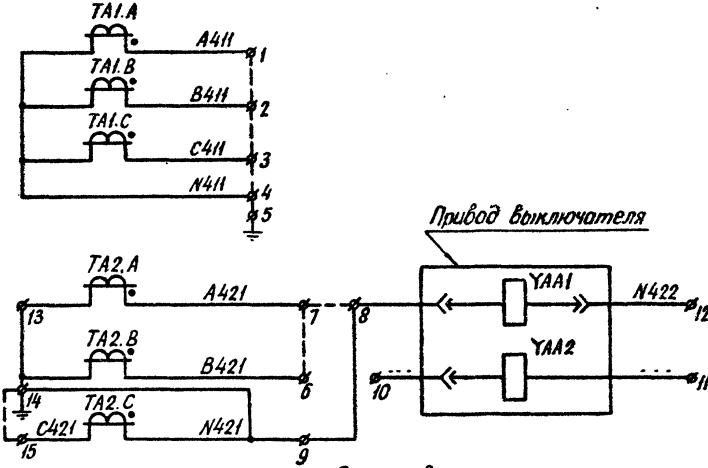 TA1.A
A411
1
TA1.B
B411
2
TA1.C
C411
3
N411
4
5
Привод выключателя
TA2.A
A421
13
7
8
YAA1
N422
12
TA2.B
B421
6
YAA2
10
11
14
TA2.C
C421
N421
15
9